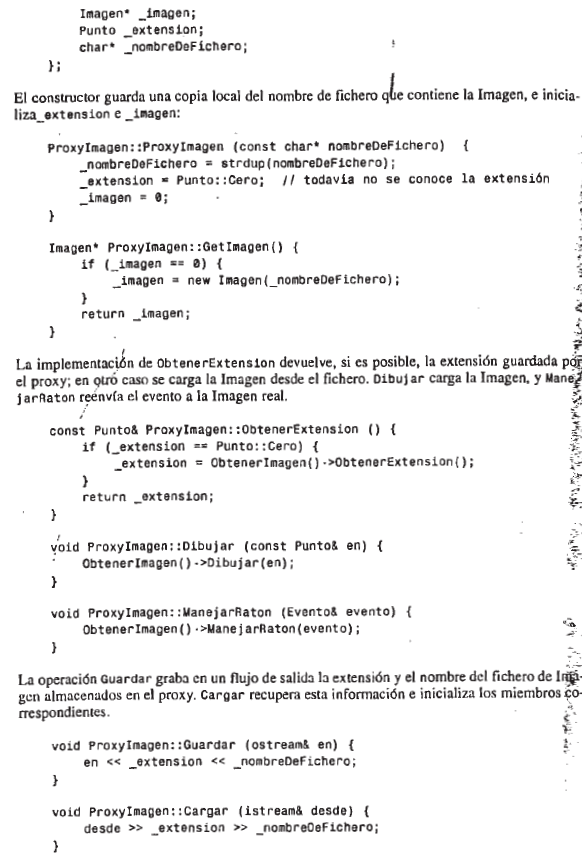 Imagen* _imagen;
Punto _extension;
char* _nombreDeFichero;
};
El constructor guarda una copia local del nombre de fichero que contiene la Imagen, e inicia-
liza_extension e _imagen:
ProxyImagen::ProxyImagen (const char* nombreDeFichero) {
_nombreDeFichero = strdup(nombreDeFichero);
_extension = Punto::Cero; // todavía no se conoce la extensión
_imagen = 0;
}
Imagen* ProxyImagen::GetImagen() {
if (_imagen == 0) {
_imagen = new Imagen(_nombreDeFichero);
}
return _imagen;
}
La implementación de ObtenerExtension devuelve, si es posible, la extensión guardada por
el proxy; en otro caso se carga la Imagen desde el fichero. Dibujar carga la Imagen, y Mane-
jarRaton reenvía el evento a la Imagen real.
const Punto& ProxyImagen::ObtenerExtension () {
if (_extension == Punto::Cero) {
_extension = ObtenerImagen()->ObtenerExtension();
}
return _extension;
}
void ProxyImagen::Dibujar (const Punto& en) {
ObtenerImagen()->Dibujar(en);
}
void ProxyImagen::ManejarRaton (Evento& evento) {
ObtenerImagen()->ManejarRaton(evento);
}
La operación Guardar graba en un flujo de salida la extensión y el nombre del fichero de Ima-
gen almacenados en el proxy. Cargar recupera esta información e inicializa los miembros co-
rrespondientes.
void ProxyImagen::Guardar (ostream& en) {
en << _extension << _nombreDeFichero;
}
void ProxyImagen::Cargar (istream& desde) {
desde >> _extension >> _nombreDeFichero;
}